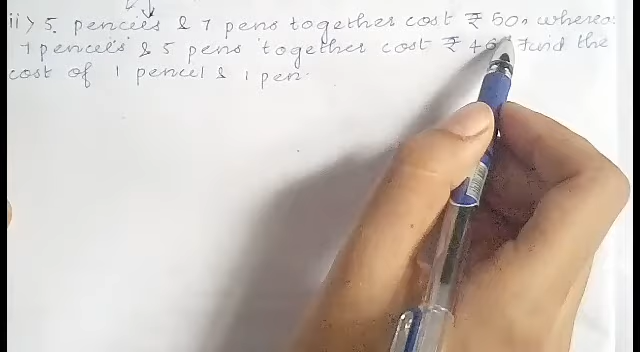 ii) 5. pencils & 7 pens together cost ₹ 50, whereas
7 pencils & 5 pens together cost ₹ 46. Find the
cost of 1 pencil & 1 pen.